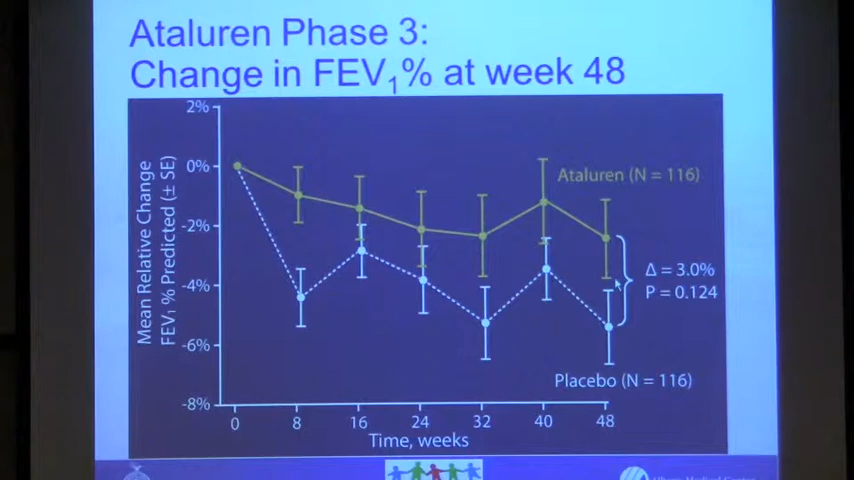 Ataluren Phase 3:
Change in FEV₁% at week 48
2%
0%
-2%
-4%
-6%
-8%
Mean Relative Change
FEV₁ % Predicted (± SE)
Ataluren (N = 116)
Δ = 3.0%
P = 0.124
Placebo (N = 116)
0 8 16 24 32 40 48
Time, weeks
Medical Center